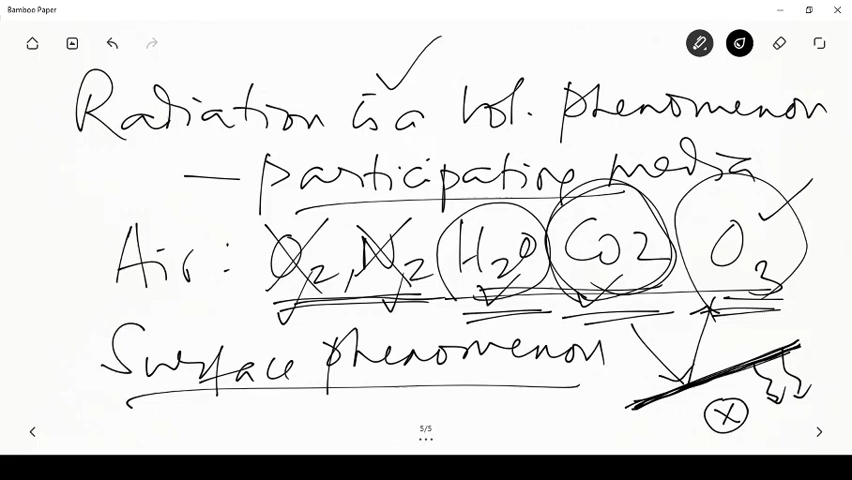 Bamboo Paper
Radiation is a vol. phenomenon
— participating media
Air: O2, N2 H2O CO2 O3
Surface phenomenon
5/5